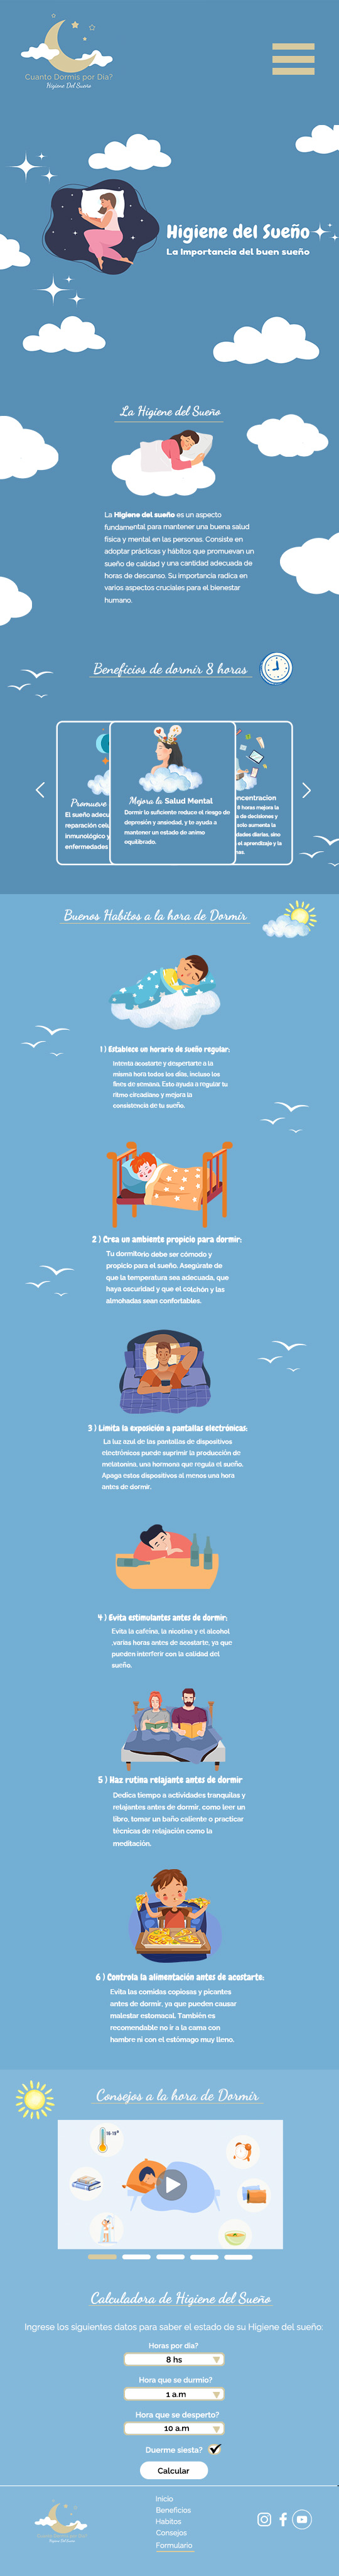 Cuanto Dormis por Dia?
Higiene Del Sueño
Higiene del Sueño
La Importancia del buen sueño
La Higiene del Sueño
La Higiene del sueño es un aspecto
fundamental para mantener una buena salud
física y mental en las personas. Consiste en
adoptar prácticas y hábitos que promuevan un
sueño de calidad y una cantidad adecuada de
horas de descanso. Su importancia radica en
varios aspectos cruciales para el bienestar
humano.
Beneficios de dormir 8 horas
Promueve
El sueño adecu
reparación celu
inmunológico y
enfermedades
Mejora la Salud Mental
Dormir lo suficiente reduce el riesgo de
depresión y ansiedad, y te ayuda a
mantener un estado de animo
equilibrado.
ncentracion
8 horas mejora la
a de decisiones y
solo aumenta la
dades diarias, sino
el aprendizaje y la
ias.
Buenos Habitos a la hora de Dormir
1 ) Establece un horario de sueño regular:
Intenta acostarte y despertarte a la
misma hora todos los días, incluso los
fines de semana. Esto ayuda a regular tu
ritmo circadiano y mejora la
consistencia de tu sueño.
2 ) Crea un ambiente propicio para dormir:
Tu dormitorio debe ser cómodo y
propicio para el sueño. Asegúrate de
que la temperatura sea adecuada, que
haya oscuridad y que el colchón y las
almohadas sean confortables.
3 ) Limita la exposición a pantallas electrónicas:
La luz azul de las pantallas de dispositivos
electrónicos puede suprimir la producción de
melatonina, una hormona que regula el sueño.
Apaga estos dispositivos al menos una hora
antes de dormir.
4 ) Evita estimulantes antes de dormir:
Evita la cafeína, la nicotina y el alcohol
,varias horas antes de acostarte, ya que
pueden interferir con la calidad del
sueño.
5 ) Haz rutina relajante antes de dormir
Dedica tiempo a actividades tranquilas y
relajantes antes de dormir, como leer un
libro, tomar un baño caliente o practicar
técnicas de relajación como la
meditación.
6 ) Controla la alimentación antes de acostarte:
Evita las comidas copiosas y picantes
antes de dormir, ya que pueden causar
malestar estomacal. También es
recomendable no ir a la cama con
hambre ni con el estómago muy lleno.
Consejos a la hora de Dormir
Calculadora de Higiene del Sueño
Ingrese los siguientes datos para saber el estado de su Higiene del sueño:
Horas por dia?
8 hs
Hora que se durmio?
1 a.m
Hora que se desperto?
10 a.m
Duerme siesta?
Calcular
Inicio
Beneficios
Habitos
Consejos
Formulario